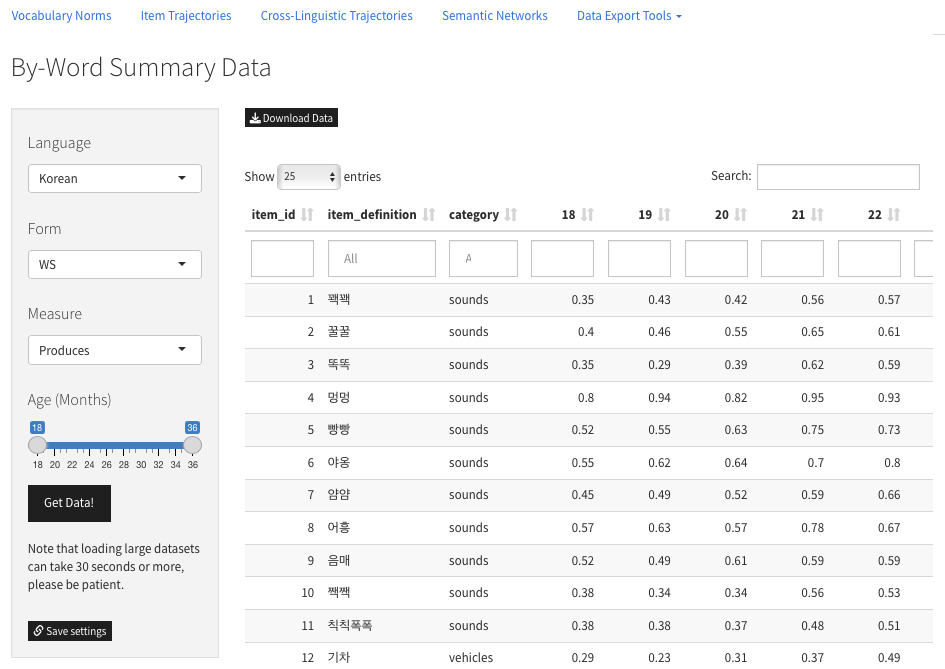 Vocabulary Norms Item Trajectories Cross-Linguistic Trajectories Semantic Networks Data Export Tools
By-Word Summary Data
Language
Korean
Form
WS
Measure
Produces
Age (Months)
18 36
18 20 22 24 26 28 30 32 34 36
Get Data!
Note that loading large datasets
can take 30 seconds or more,
please be patient.
Save settings
Download Data
Show 25 entries Search:
item_id item_definition category 18 19 20 21 22
All A
1 꽥꽥 sounds 0.35 0.43 0.42 0.56 0.57
2 꿀꿀 sounds 0.4 0.46 0.55 0.65 0.61
3 똑똑 sounds 0.35 0.29 0.39 0.62 0.59
4 멍멍 sounds 0.8 0.94 0.82 0.95 0.93
5 빵빵 sounds 0.52 0.55 0.63 0.75 0.73
6 야옹 sounds 0.55 0.62 0.64 0.7 0.8
7 얌얌 sounds 0.45 0.49 0.52 0.59 0.66
8 어흥 sounds 0.57 0.63 0.57 0.78 0.67
9 음매 sounds 0.52 0.49 0.61 0.59 0.59
10 짹짹 sounds 0.38 0.34 0.34 0.56 0.53
11 칙칙폭폭 sounds 0.38 0.38 0.37 0.48 0.51
12 기차 vehicles 0.29 0.23 0.31 0.37 0.49